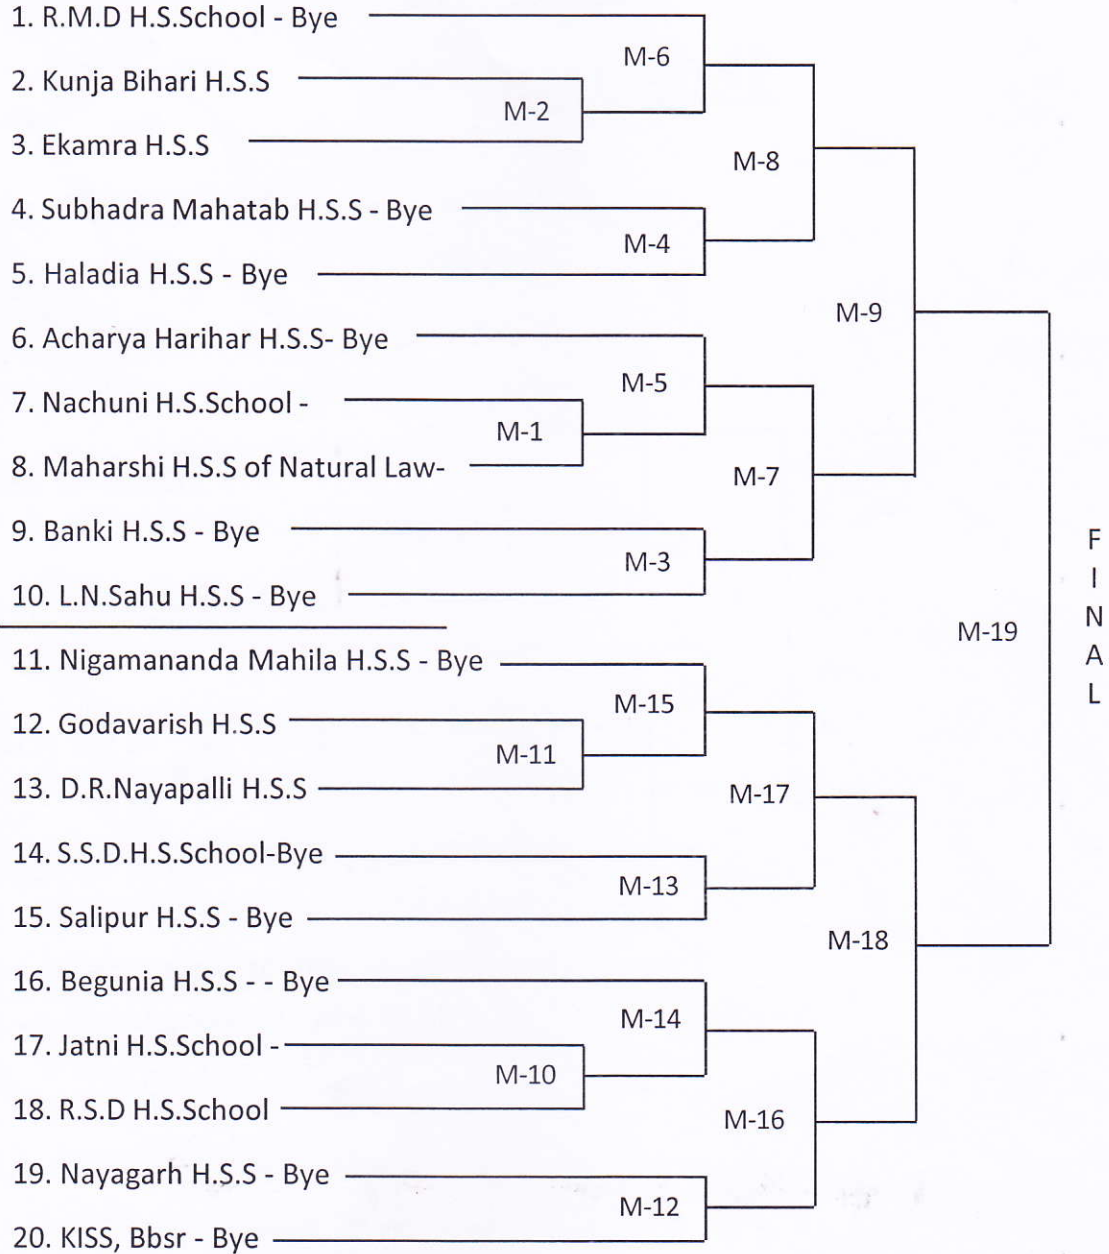 1. R.M.D H.S.School - Bye
M-6
2. Kunja Bihari H.S.S
M-2
3. Ekamra H.S.S
M-8
4. Subhadra Mahatab H.S.S - Bye
M-4
5. Haladia H.S.S - Bye
M-9
6. Acharya Harihar H.S.S- Bye
M-5
7. Nachuni H.S.School -
M-1
8. Maharshi H.S.S of Natural Law-
M-7
9. Banki H.S.S - Bye
M-3
10. L.N.Sahu H.S.S - Bye
M-19
FINAL
11. Nigamananda Mahila H.S.S - Bye
M-15
12. Godavarish H.S.S
M-11
13. D.R.Nayapalli H.S.S
M-17
14. S.S.D.H.S.School-Bye
M-13
15. Salipur H.S.S - Bye
M-18
16. Begunia H.S.S - - Bye
M-14
17. Jatni H.S.School -
M-10
18. R.S.D H.S.School
M-16
19. Nayagarh H.S.S - Bye
M-12
20. KISS, Bbsr - Bye